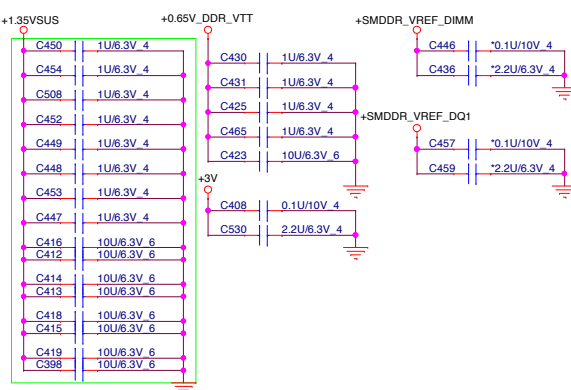 +1.35VSUS
C450 1U/6.3V_4
C454 1U/6.3V_4
C508 1U/6.3V_4
C452 1U/6.3V_4
C449 1U/6.3V_4
C448 1U/6.3V_4
C453 1U/6.3V_4
C447 1U/6.3V_4
C416 10U/6.3V_6
C412 10U/6.3V_6
C414 10U/6.3V_6
C413 10U/6.3V_6
C418 10U/6.3V_6
C415 10U/6.3V_6
C419 10U/6.3V_6
C398 10U/6.3V_6
+0.65V_DDR_VTT
C430 1U/6.3V_4
C431 1U/6.3V_4
C425 1U/6.3V_4
C465 1U/6.3V_4
C423 10U/6.3V_6
+3V
C408 0.1U/10V_4
C530 2.2U/6.3V_4
+SMDDR_VREF_DIMM
C446 *0.1U/10V_4
C436 *2.2U/6.3V_4
+SMDDR_VREF_DQ1
C457 *0.1U/10V_4
C459 *2.2U/6.3V_4